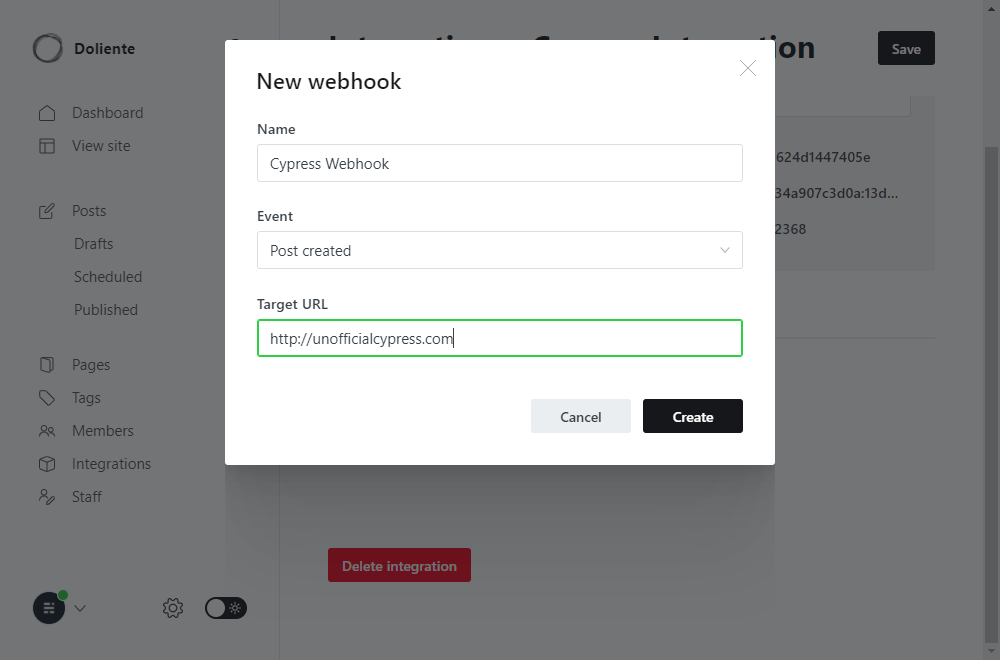 Doliente
Save
Dashboard
View site
Posts
Drafts
Scheduled
Published
Pages
Tags
Members
Integrations
Staff
New webhook
Name
Cypress Webhook
Event
Post created
Target URL
http://unofficialcypress.com
Cancel
Create
624d1447405e
34a907c3d0a:13d...
2368
Delete integration